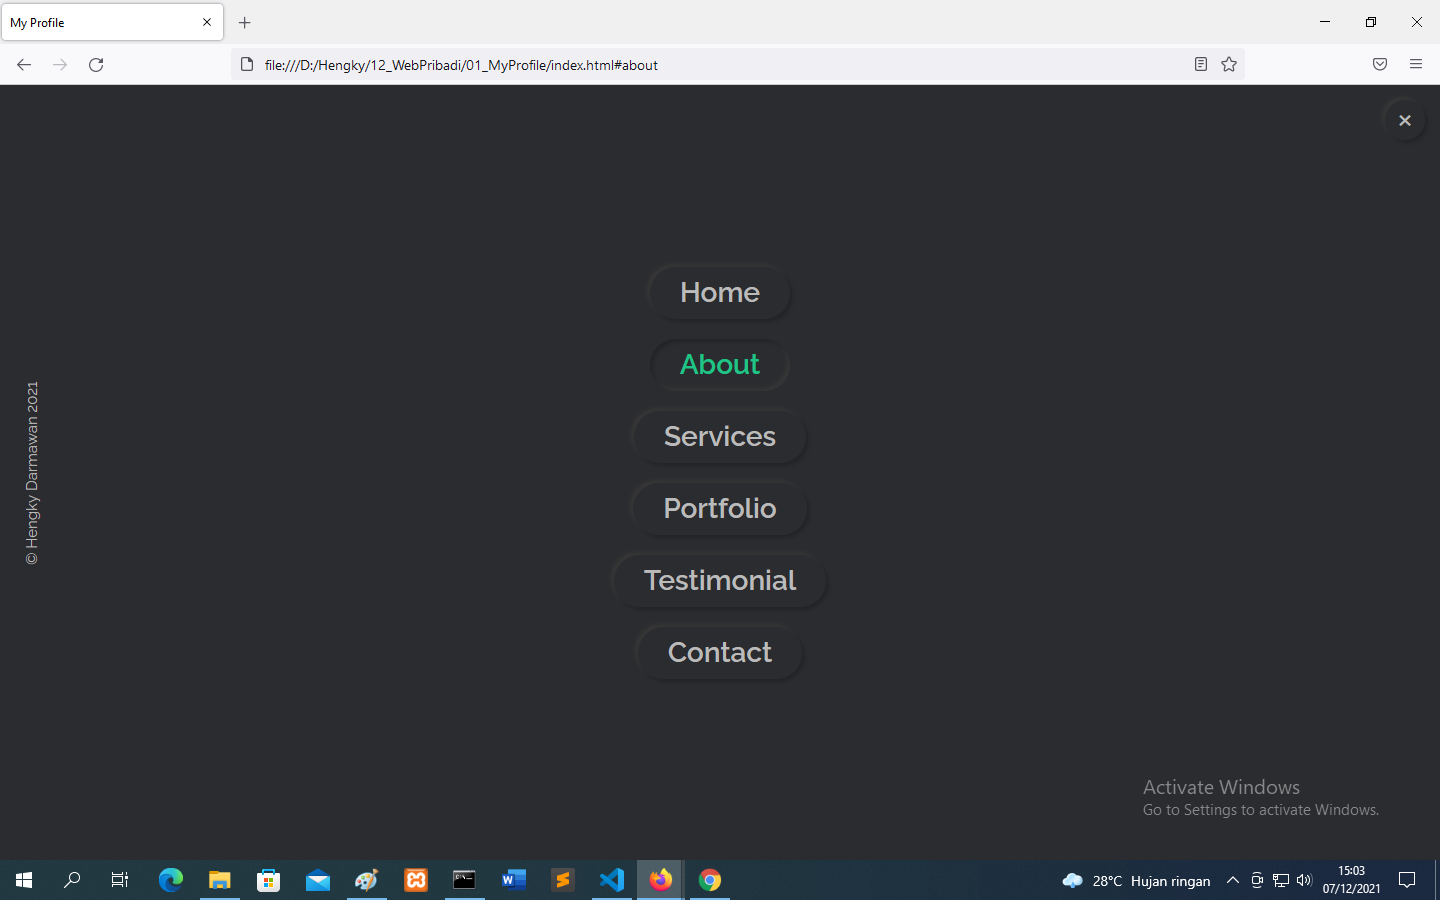 My Profile
file:///D:/Hengky/12_WebPribadi/01_MyProfile/index.html#about
Home
About
Services
Portfolio
Testimonial
Contact
© Hengky Darmawan 2021
Activate Windows
Go to Settings to activate Windows.
28°C Hujan ringan
15:03
07/12/2021